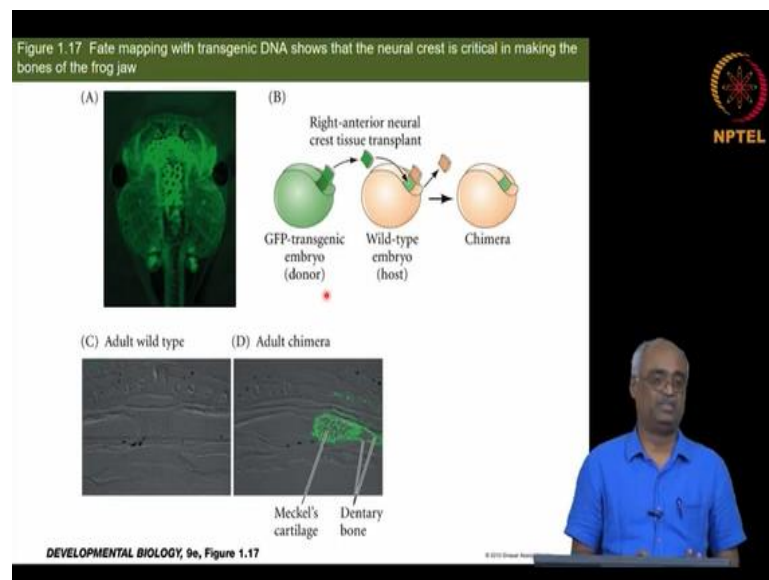 Figure 1.17 Fate mapping with transgenic DNA shows that the neural crest is critical in making the
bones of the frog jaw
NPTEL
(A)
(B)
Right-anterior neural
crest tissue transplant
GFP-transgenic
embryo
(donor)
Wild-type
embryo
(host)
Chimera
(C) Adult wild type
(D) Adult chimera
Meckel's
cartilage
Dentary
bone
DEVELOPMENTAL BIOLOGY, 9e, Figure 1.17